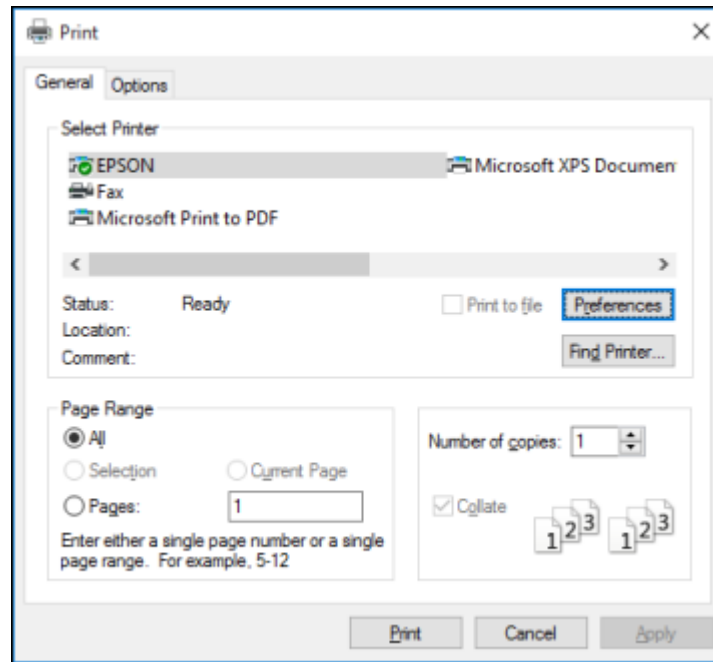 Print
General Options
Select Printer
EPSON Microsoft XPS Documen
Fax
Microsoft Print to PDF
Status: Ready Print to file Preferences
Location:
Comment: Find Printer...
Page Range
All Number of copies: 1
Selection Current Page
Pages: 1 Collate 1 2 3 1 2 3
Enter either a single page number or a single
page range. For example, 5-12
Print Cancel Apply